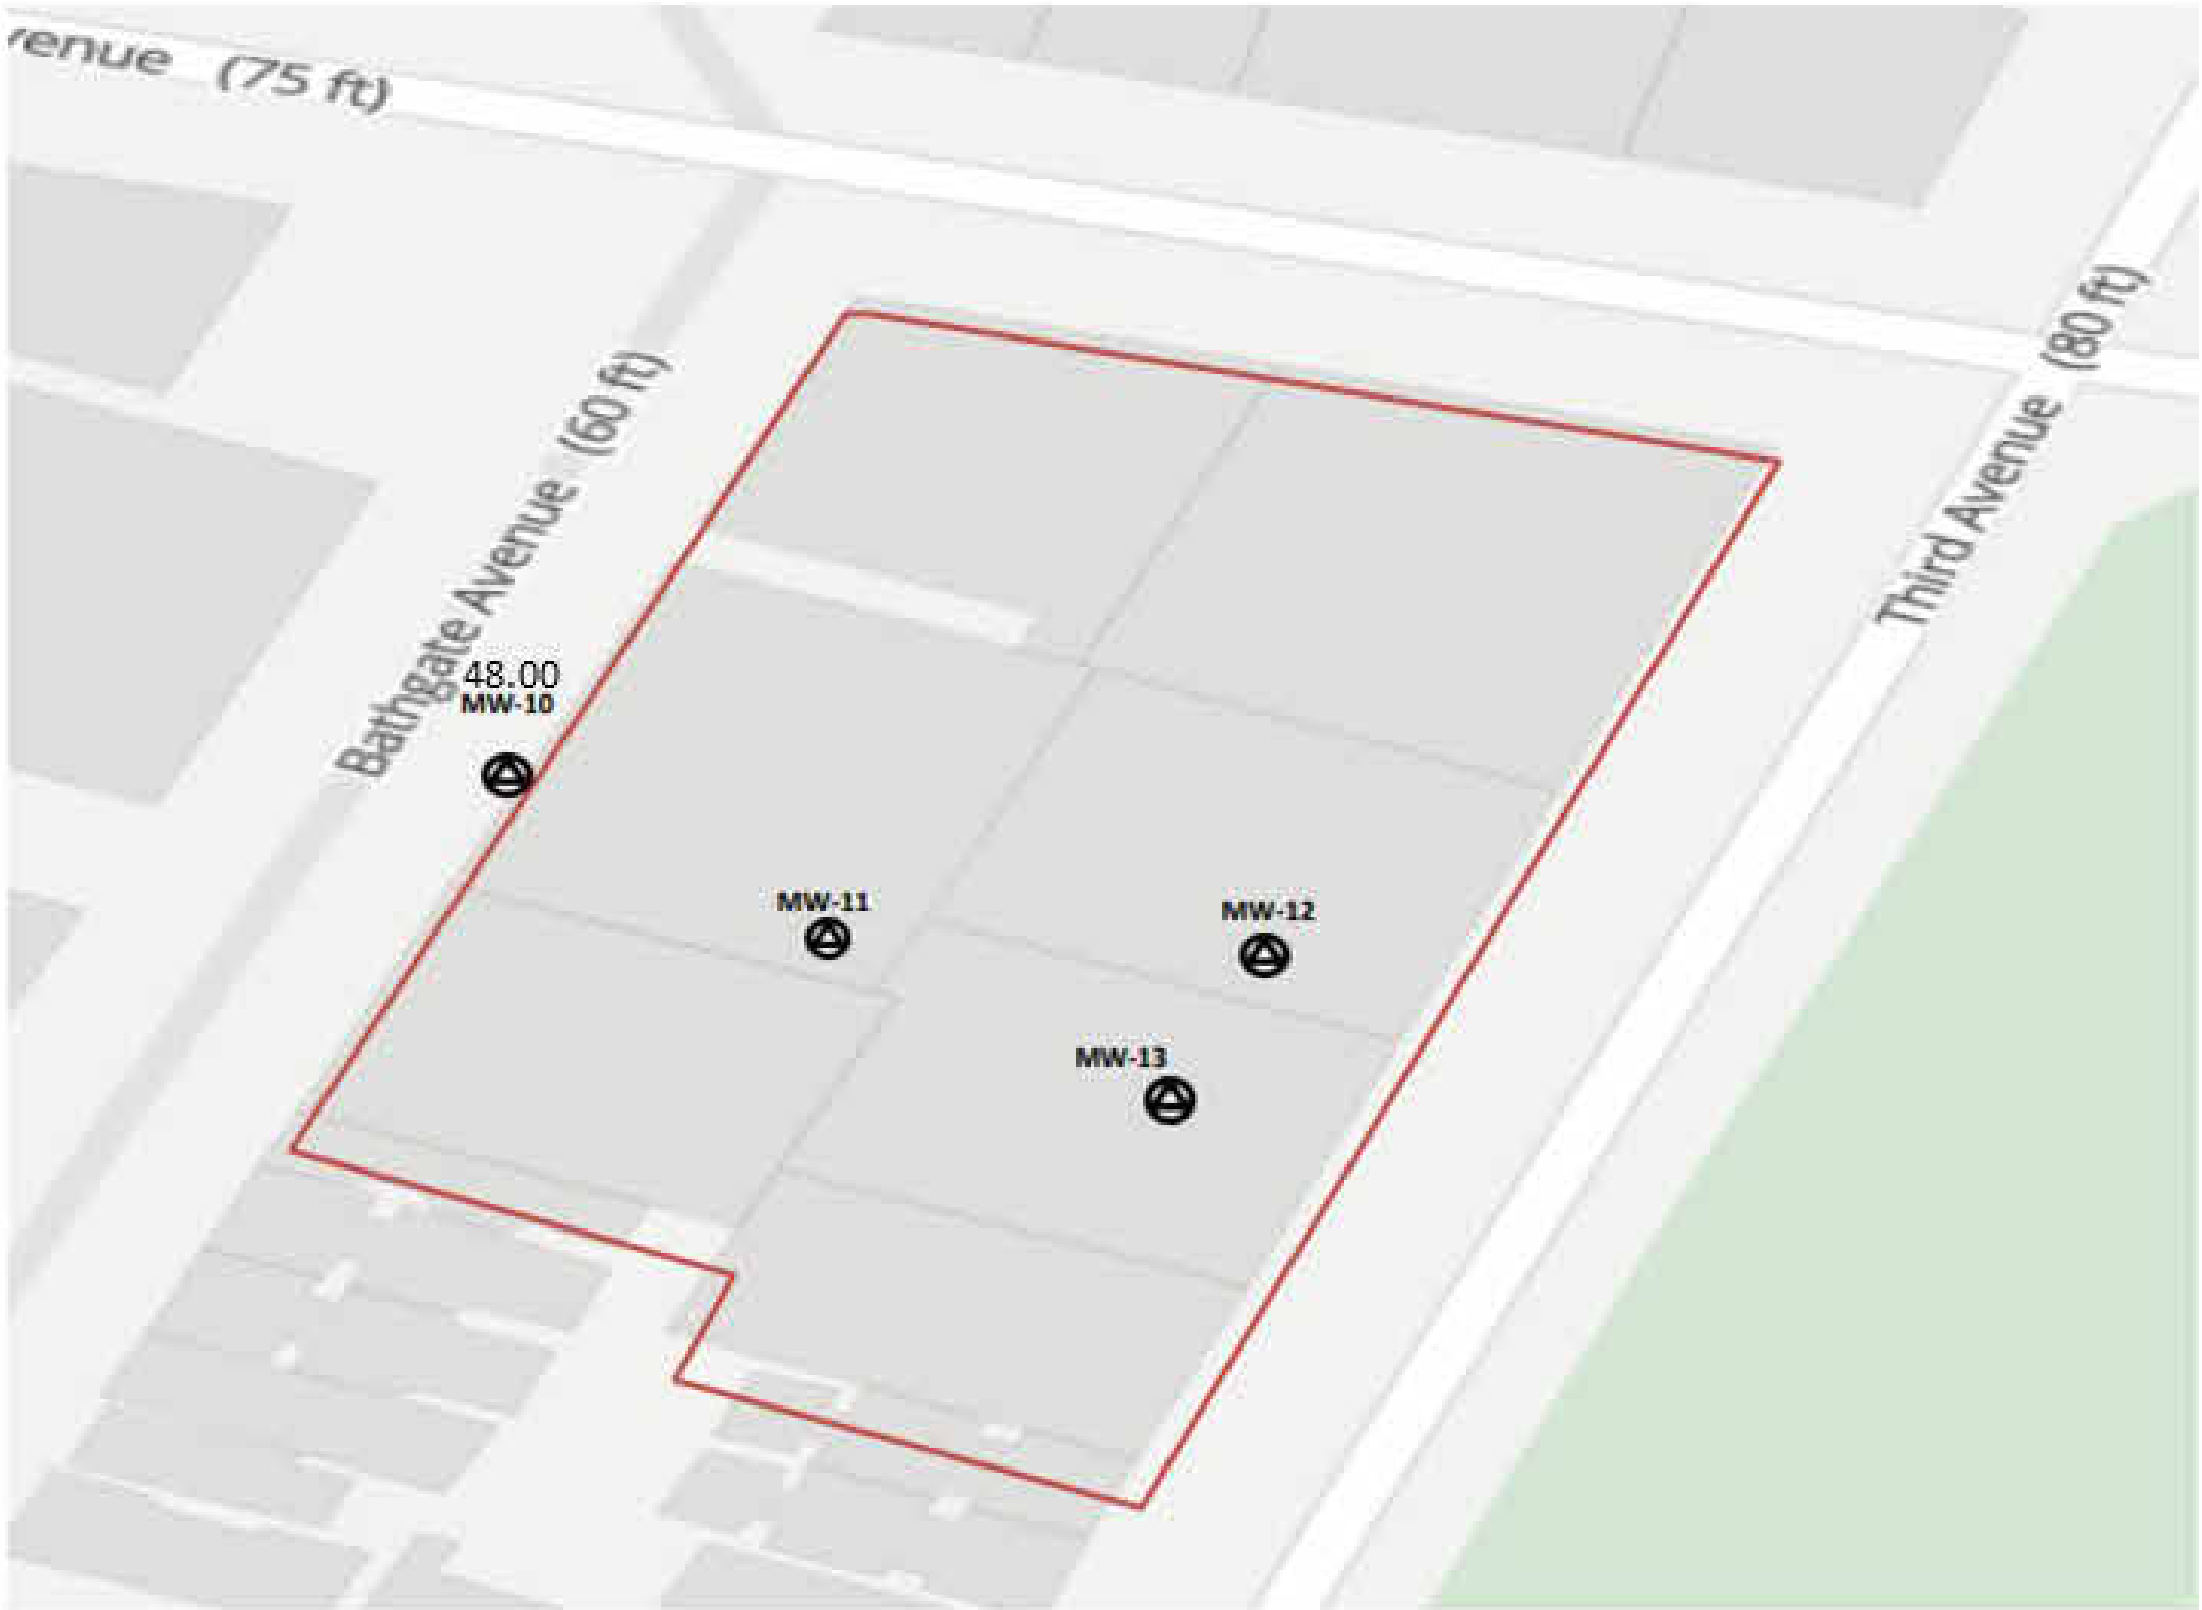 venue (75 ft)
Third Avenue (80 ft)
Bathgate Avenue (60 ft)
48.00
MW-10
MW-11
MW-12
MW-13